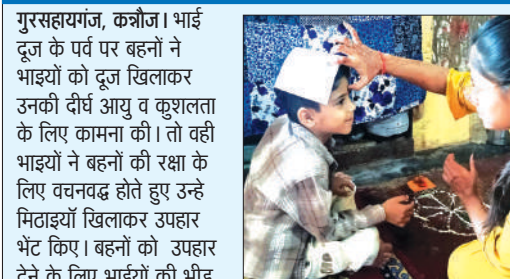 गुरसहायगंज, कन्नौज। भाई
दूज के पर्व पर बहनों ने
भाइयों को दूज खिलाकर
उनकी दीर्घ आयु व कुशलता
के लिए कामना की। तो वही
भाइयों ने बहनों की रक्षा के
लिए वचनवद्ध होते हुए उन्हे
मिठाइयॉ खिलाकर उपहार
भेंट किए। बहनों को उपहार
देने के लिए भाईयों की भीड़